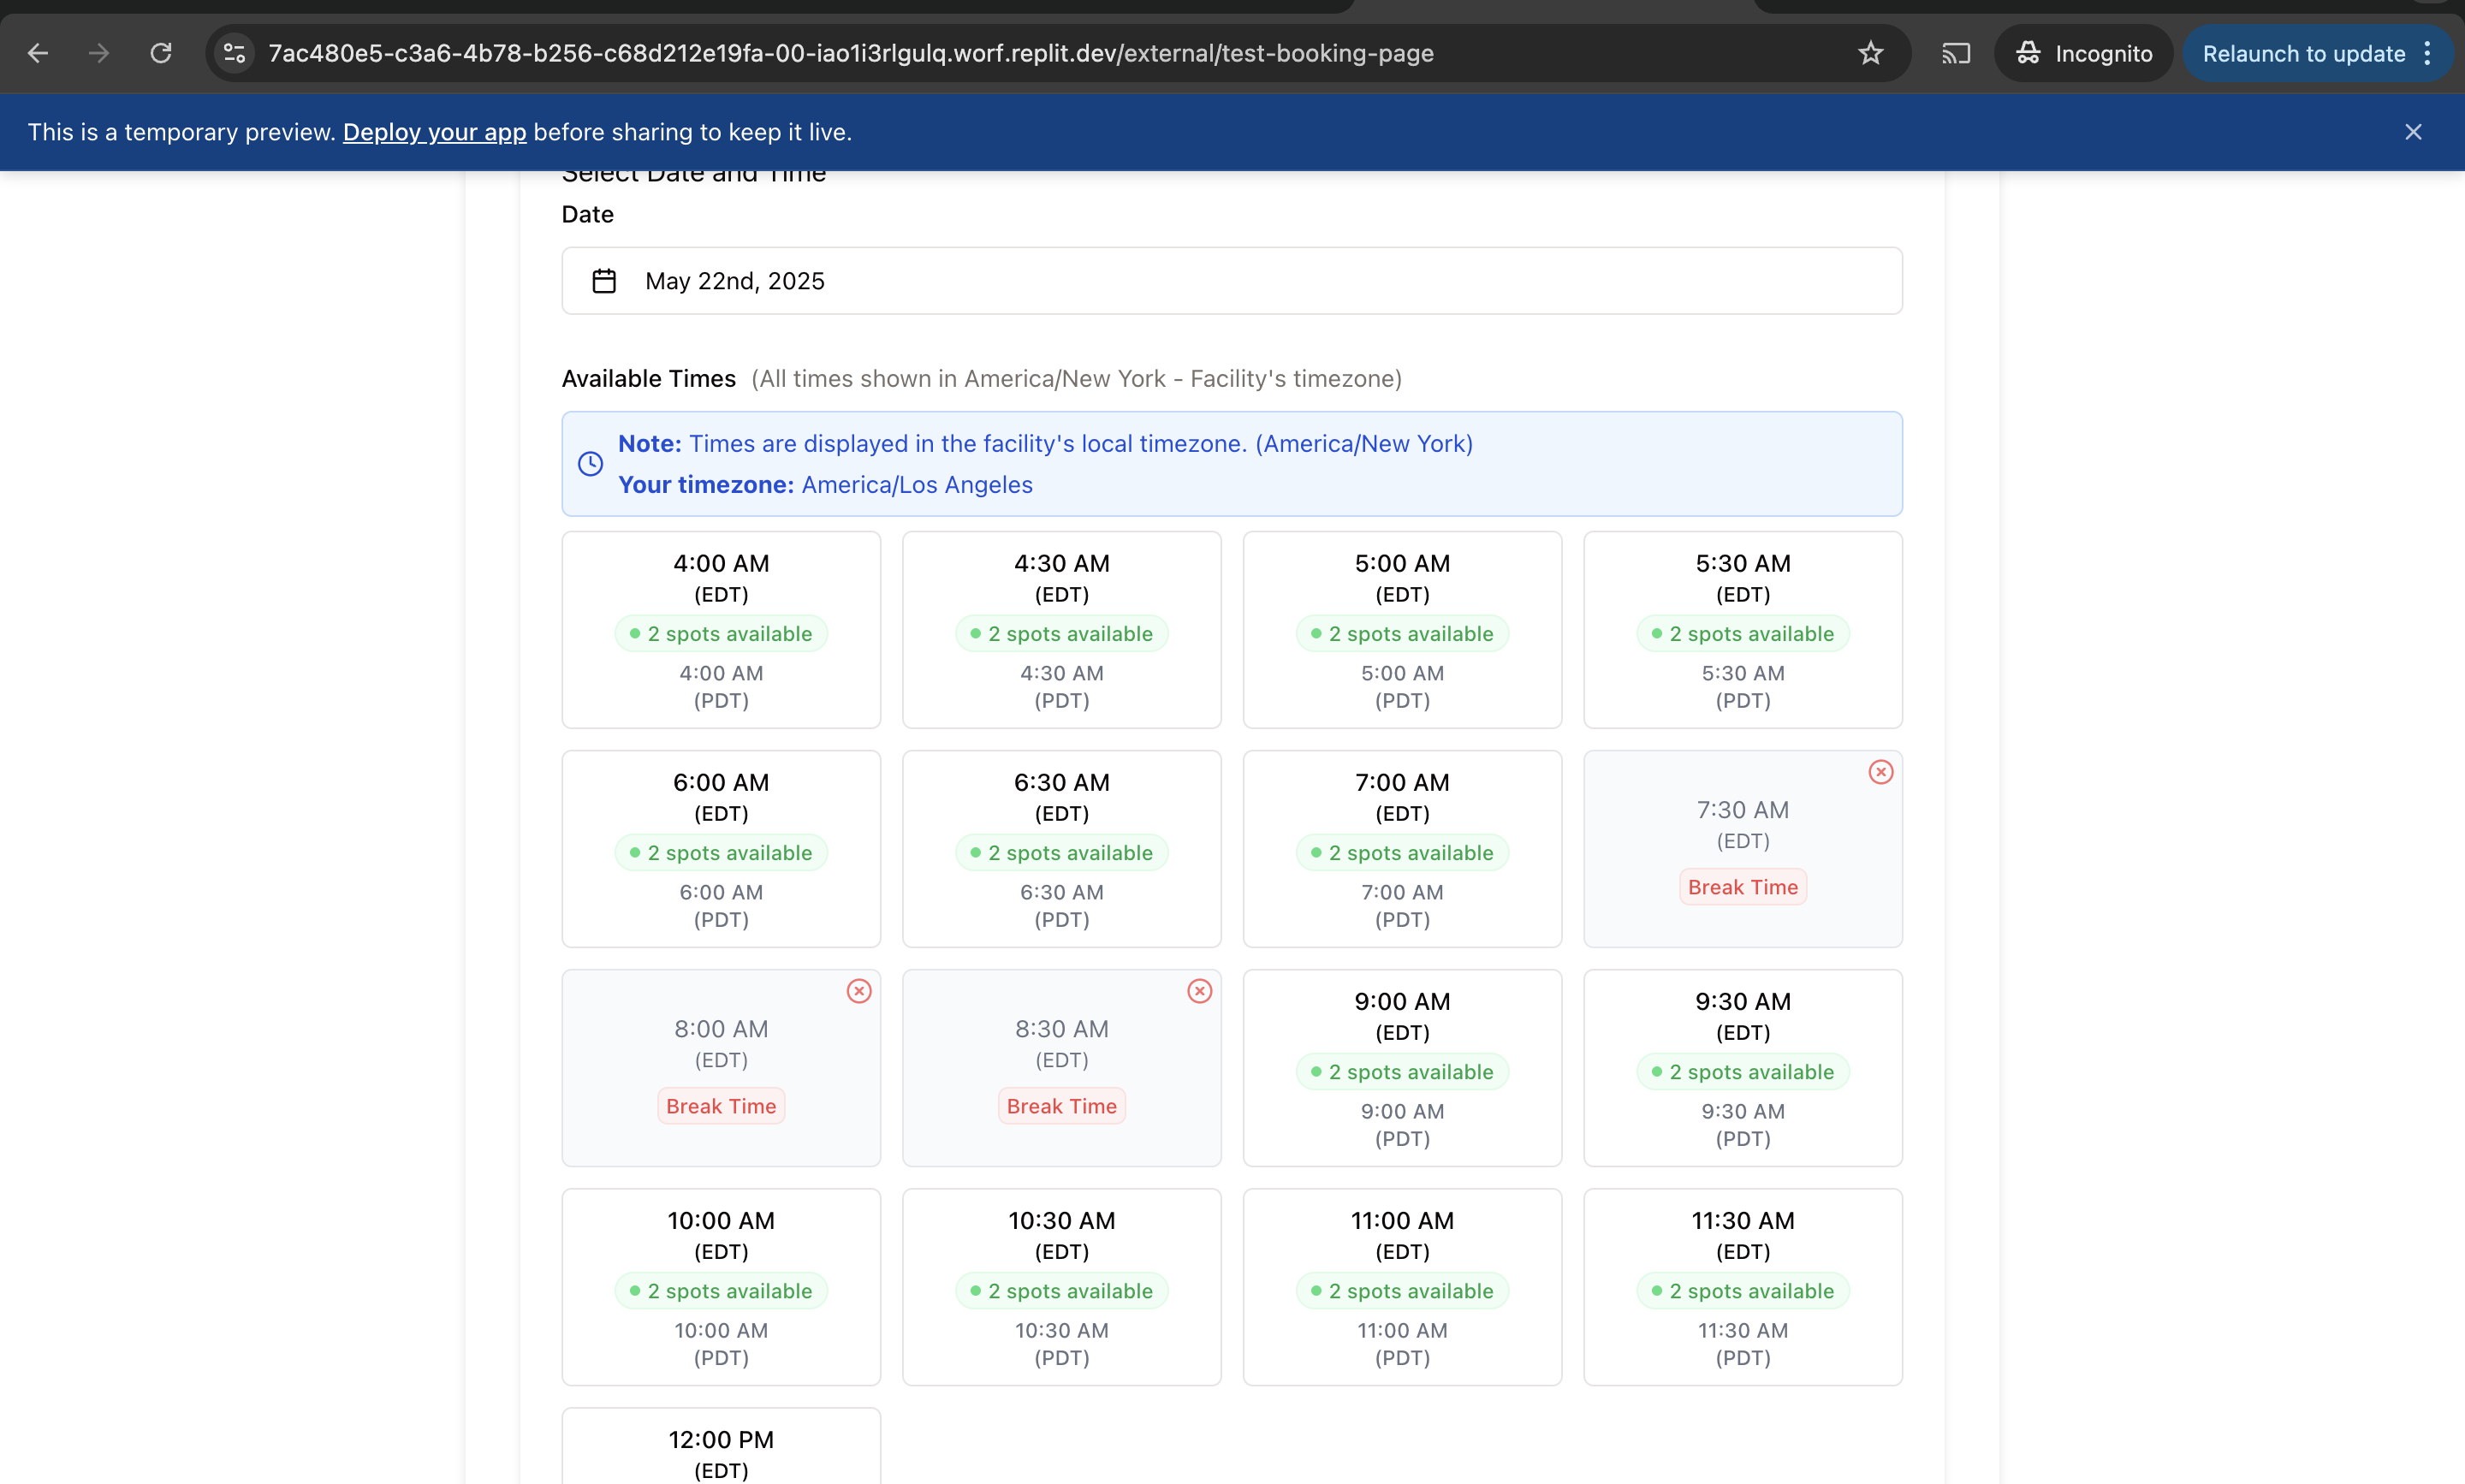 7ac480e5-c3a6-4b78-b256-c68d212e19fa-00-iao1i3rlgulq.worf.replit.dev/external/test-booking-page
Incognito
Relaunch to update
This is a temporary preview. Deploy your app before sharing to keep it live.
Select Date and Time
Date
May 22nd, 2025
Available Times (All times shown in America/New York - Facility's timezone)
Note: Times are displayed in the facility's local timezone. (America/New York)
Your timezone: America/Los Angeles
4:00 AM
(EDT)
2 spots available
4:00 AM
(PDT)
4:30 AM
(EDT)
2 spots available
4:30 AM
(PDT)
5:00 AM
(EDT)
2 spots available
5:00 AM
(PDT)
5:30 AM
(EDT)
2 spots available
5:30 AM
(PDT)
6:00 AM
(EDT)
2 spots available
6:00 AM
(PDT)
6:30 AM
(EDT)
2 spots available
6:30 AM
(PDT)
7:00 AM
(EDT)
2 spots available
7:00 AM
(PDT)
7:30 AM
(EDT)
Break Time
8:00 AM
(EDT)
Break Time
8:30 AM
(EDT)
Break Time
9:00 AM
(EDT)
2 spots available
9:00 AM
(PDT)
9:30 AM
(EDT)
2 spots available
9:30 AM
(PDT)
10:00 AM
(EDT)
2 spots available
10:00 AM
(PDT)
10:30 AM
(EDT)
2 spots available
10:30 AM
(PDT)
11:00 AM
(EDT)
2 spots available
11:00 AM
(PDT)
11:30 AM
(EDT)
2 spots available
11:30 AM
(PDT)
12:00 PM
(EDT)